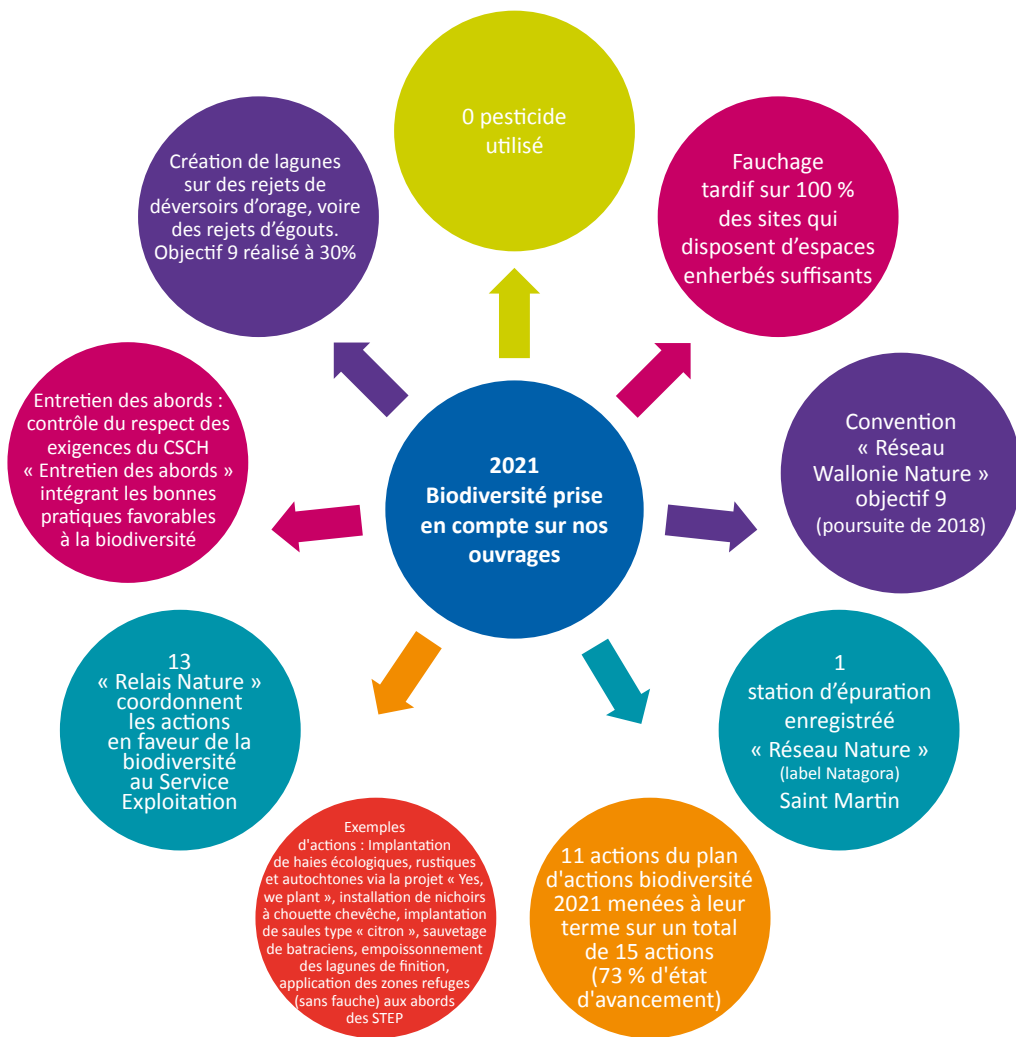 0 pesticide
utilisé
Fauchage
tardif sur 100 %
des sites qui
disposent d’espaces
enherbés suffisants
Convention
« Réseau
Wallonie Nature »
objectif 9
(poursuite de 2018)
1
station d’épuration
enregistréé
« Réseau Nature »
(label Natagora)
Saint Martin
11 actions du plan
d'actions biodiversité
2021 menées à leur
terme sur un total
de 15 actions
(73 % d'état
d'avancement)
Exemples
d'actions : Implantation
de haies écologiques, rustiques
et autochtones via la projet « Yes,
we plant », installation de nichoirs
à chouette chevêche, implantation
de saules type « citron », sauvetage
de batraciens, empoissonnement
des lagunes de finition,
application des zones refuges
(sans fauche) aux abords
des STEP
13
« Relais Nature »
coordonnent
les actions
en faveur de la
biodiversité
au Service
Exploitation
Entretien des abords :
contrôle du respect des
exigences du CSCH
« Entretien des abords »
intégrant les bonnes
pratiques favorables
à la biodiversité
Création de lagunes
sur des rejets de
déversoirs d’orage, voire
des rejets d’égouts.
Objectif 9 réalisé à 30%
2021
Biodiversité prise
en compte sur nos
ouvrages